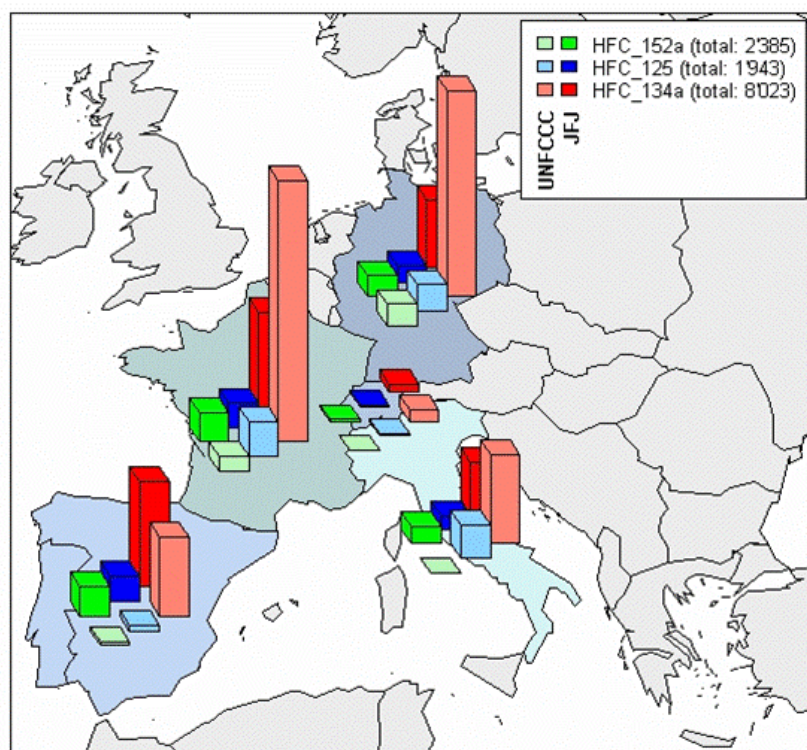 HFC_152a (total: 2'385)
HFC_125 (total: 1'943)
HFC_134a (total: 8'023)
UNFCCC
JFJ